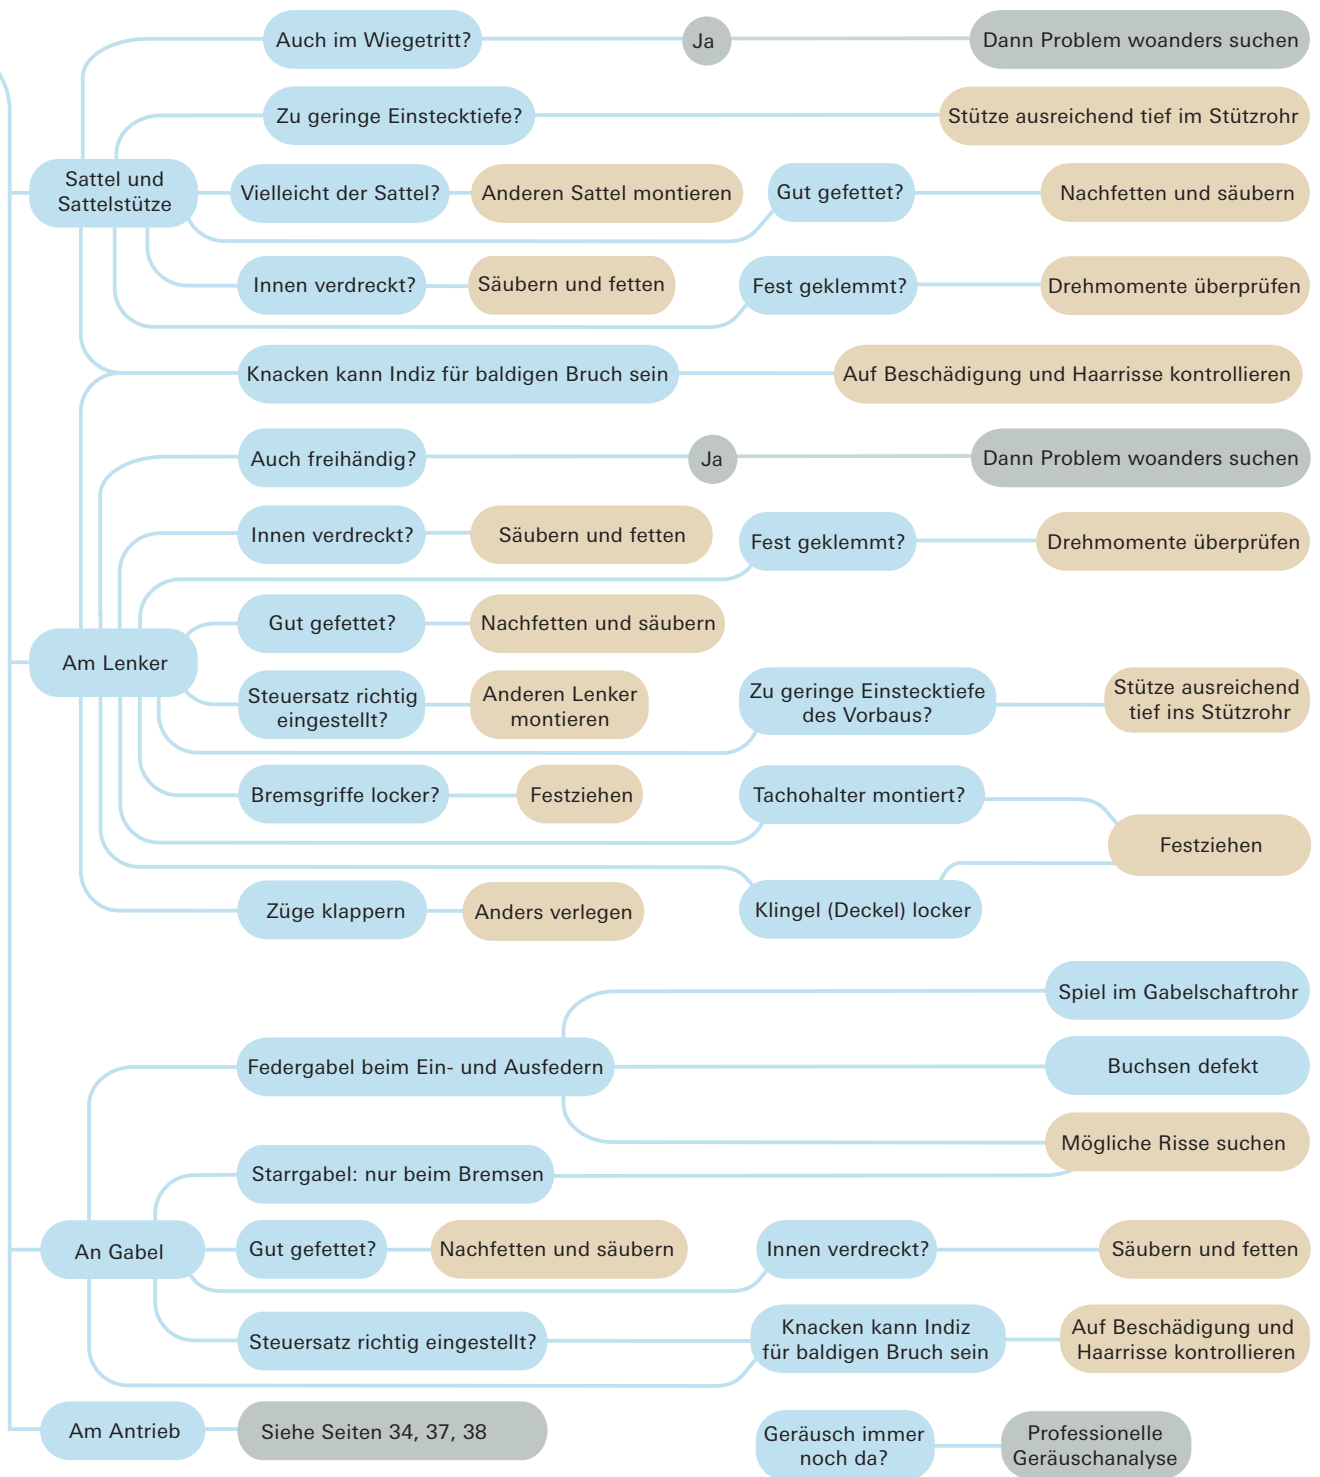 Auch im Wiegetritt?
Ja
Dann Problem woanders suchen
Zu geringe Einstecktiefe?
Stütze ausreichend tief im Stützrohr
Sattel und
Sattelstütze
Vielleicht der Sattel?
Anderen Sattel montieren
Gut gefettet?
Nachfetten und säubern
Innen verdreckt?
Säubern und fetten
Fest geklemmt?
Drehmomente überprüfen
Knacken kann Indiz für baldigen Bruch sein
Auf Beschädigung und Haarrisse kontrollieren
Auch freihändig?
Ja
Dann Problem woanders suchen
Innen verdreckt?
Säubern und fetten
Fest geklemmt?
Drehmomente überprüfen
Gut gefettet?
Nachfetten und säubern
Am Lenker
Steuersatz richtig
eingestellt?
Anderen Lenker
montieren
Zu geringe Einstecktiefe
des Vorbaus?
Stütze ausreichend
tief ins Stützrohr
Bremsgriffe locker?
Festziehen
Tachohalter montiert?
Festziehen
Züge klappern
Anders verlegen
Klingel (Deckel) locker
Spiel im Gabelschaftrohr
Federgabel beim Ein- und Ausfedern
Buchsen defekt
Mögliche Risse suchen
Starrgabel: nur beim Bremsen
An Gabel
Gut gefettet?
Nachfetten und säubern
Innen verdreckt?
Säubern und fetten
Steuersatz richtig eingestellt?
Knacken kann Indiz
für baldigen Bruch sein
Auf Beschädigung und
Haarrisse kontrollieren
Am Antrieb
Siehe Seiten 34, 37, 38
Geräusch immer
noch da?
Professionelle
Geräuschanalyse